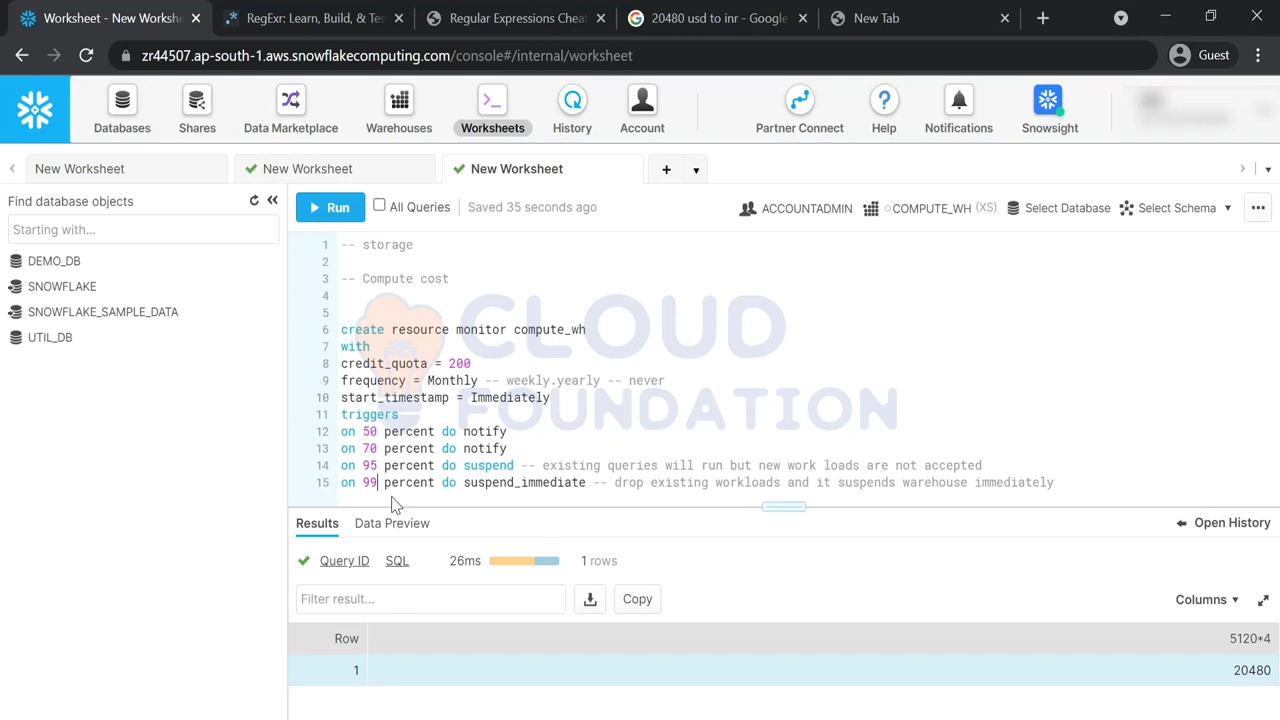 Worksheet - New Workshe
RegExr: Learn, Build, & Tes
Regular Expressions Cheat
20480 usd to inr - Google
New Tab
zr44507.ap-south-1.aws.snowflakecomputing.com/console#/internal/worksheet
Guest
Databases
Shares
Data Marketplace
Warehouses
Worksheets
History
Account
Partner Connect
Help
Notifications
Snowsight
New Worksheet
New Worksheet
New Worksheet
Find database objects
Run
All Queries
Saved 35 seconds ago
ACCOUNTADMIN
COMPUTE_WH (XS)
Select Database
Select Schema
Starting with...
DEMO_DB
SNOWFLAKE
SNOWFLAKE_SAMPLE_DATA
UTIL_DB
1 -- storage
2
3 -- Compute cost
4
5
6 create resource monitor compute_wh
7 with
8 credit_quota = 200
9 frequency = Monthly -- weekly.yearly -- never
10 start_timestamp = Immediately
11 triggers
12 on 50 percent do notify
13 on 70 percent do notify
14 on 95 percent do suspend -- existing queries will run but new work loads are not accepted
15 on 99 percent do suspend_immediate -- drop existing workloads and it suspends warehouse immediately
CLOUD
FOUNDATION
Results
Data Preview
Open History
Query ID
SQL
26ms
1 rows
Filter result...
Copy
Columns
Row 5120*4
1 20480